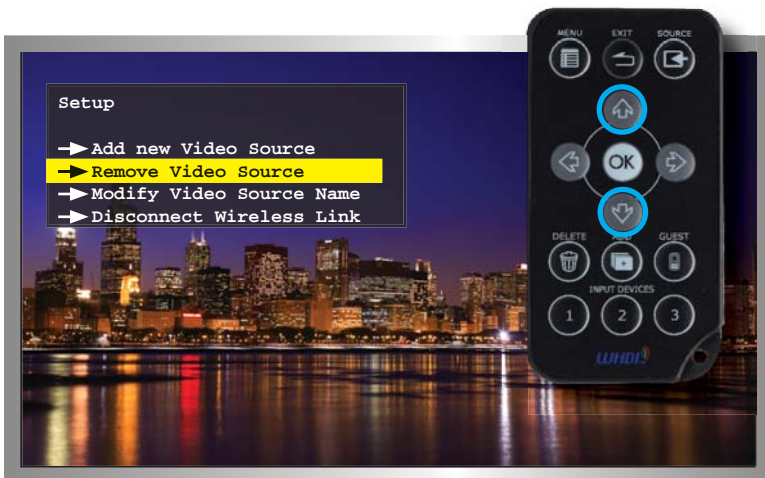 Setup
Add new Video Source
Remove Video Source
Modify Video Source Name
Disconnect Wireless Link
MENU EXIT SOURCE
OK
DELETE ADD GUEST
INPUT DEVICES
1 2 3
WHDI